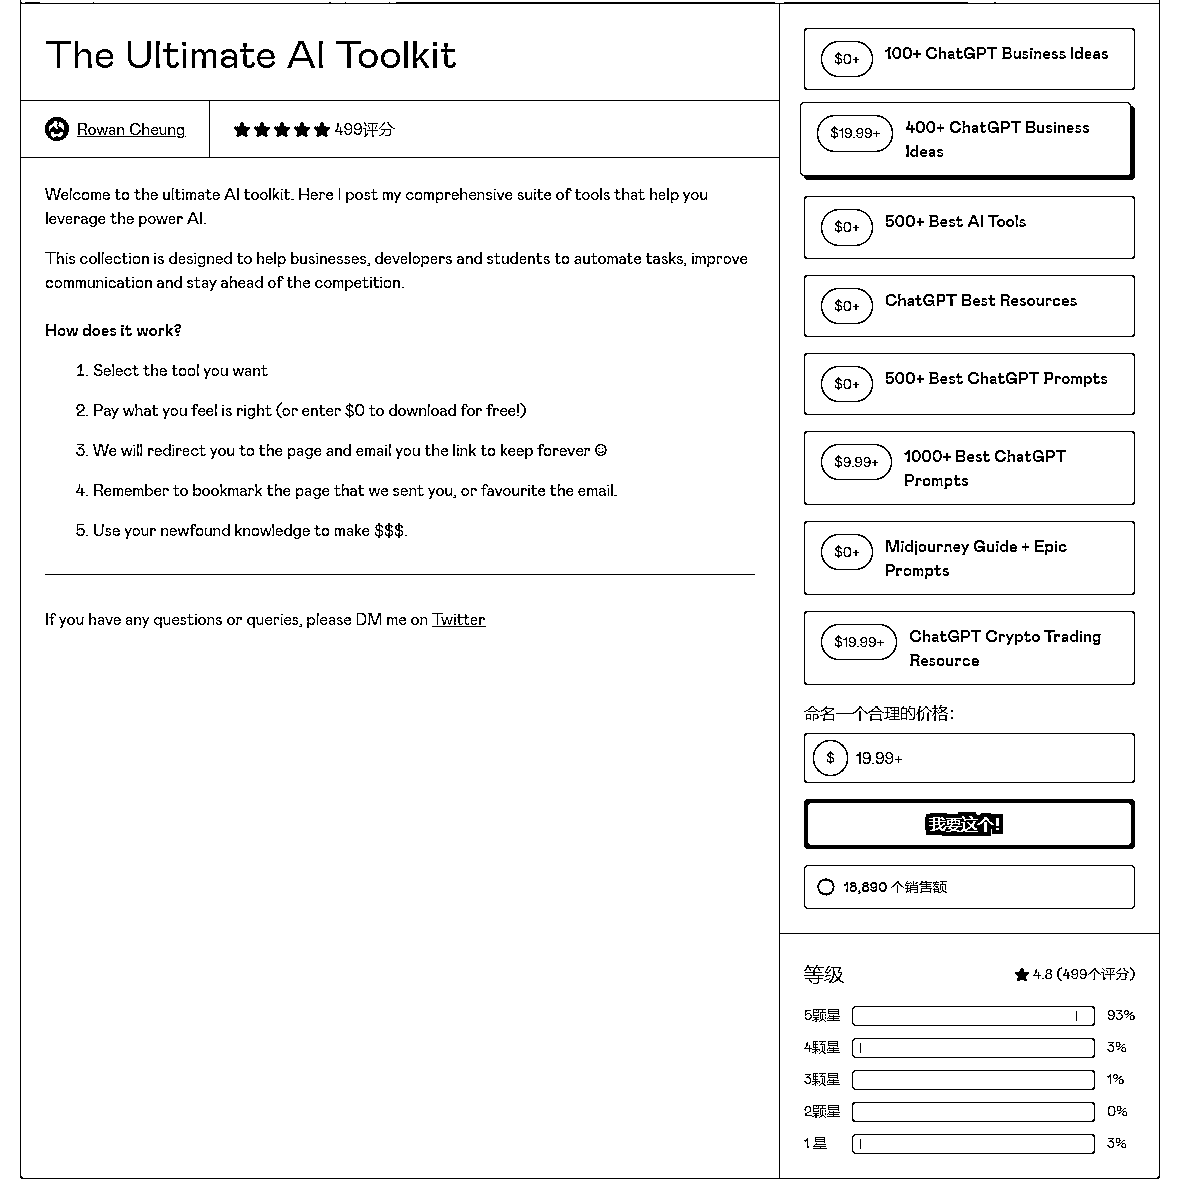 The Ultimate AI Toolkit
Rowan Cheung
499评分
Welcome to the ultimate AI toolkit. Here I post my comprehensive suite of tools that help you
leverage the power AI.
This collection is designed to help businesses, developers and students to automate tasks, improve
communication and stay ahead of the competition.
How does it work?
1. Select the tool you want
2. Pay what you feel is right (or enter $0 to download for free!)
3. We will redirect you to the page and email you the link to keep forever ☺
4. Remember to bookmark the page that we sent you, or favourite the email.
5. Use your newfound knowledge to make $$$.
If you have any questions or queries, please DM me on Twitter
$0+ 100+ ChatGPT Business Ideas
$19.99+ 400+ ChatGPT Business
Ideas
$0+ 500+ Best AI Tools
$0+ ChatGPT Best Resources
$0+ 500+ Best ChatGPT Prompts
$9.99+ 1000+ Best ChatGPT
Prompts
$0+ Midjourney Guide + Epic
Prompts
$19.99+ ChatGPT Crypto Trading
Resource
命名一个合理的价格：
$ 19.99+
我要这个！
18,890 个销售额
等级 ★ 4.8 (499个评分)
5颗星 93%
4颗星 3%
3颗星 1%
2颗星 0%
1 星 3%